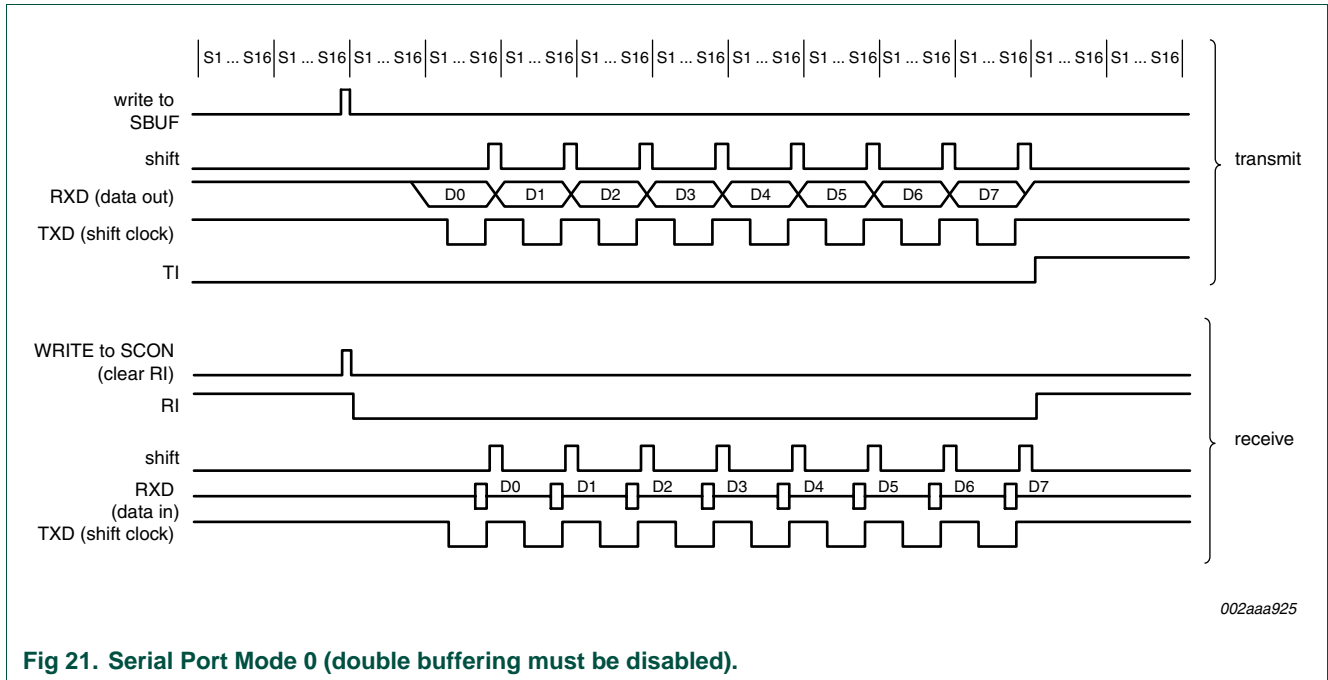 S1 ... S16 S1 ... S16 S1 ... S16 S1 ... S16 S1 ... S16 S1 ... S16 S1 ... S16 S1 ... S16 S1 ... S16 S1 ... S16 S1 ... S16 S1 ... S16 S1 ... S16
write to
SBUF
shift
transmit
RXD (data out)
D0 D1 D2 D3 D4 D5 D6 D7
TXD (shift clock)
TI
WRITE to SCON
(clear RI)
RI
receive
shift
RXD
(data in)
D0 D1 D2 D3 D4 D5 D6 D7
TXD (shift clock)
002aaa925
Fig 21. Serial Port Mode 0 (double buffering must be disabled).